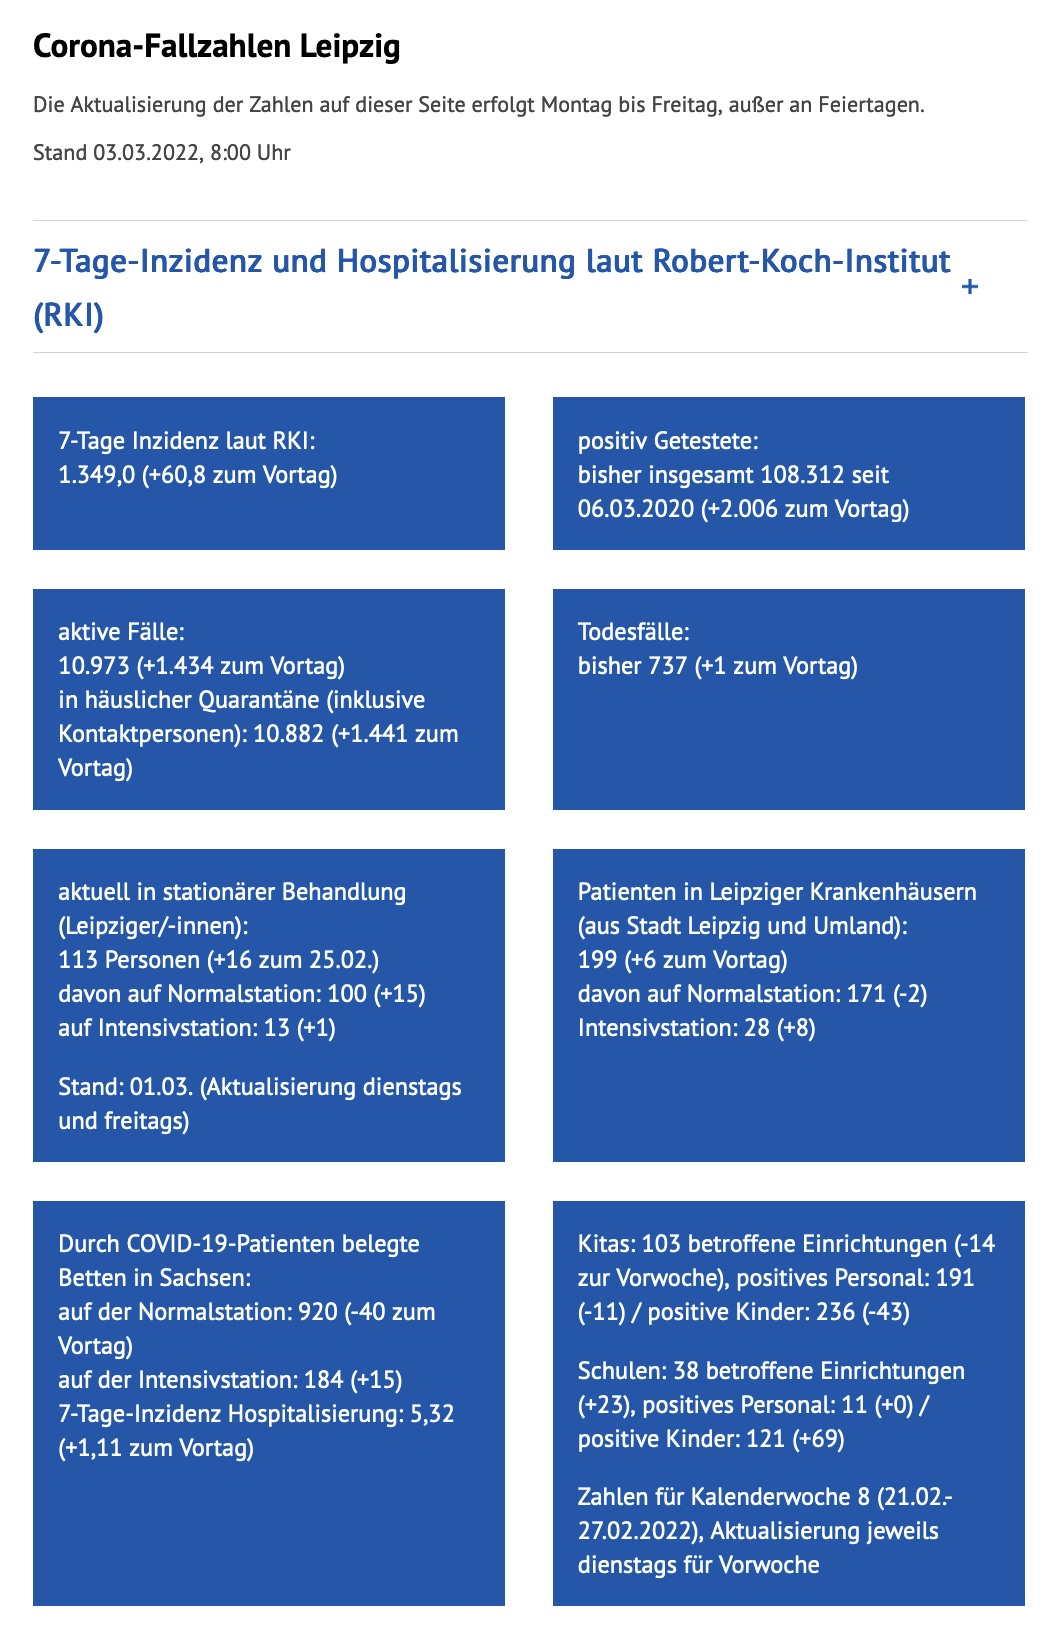 Corona-Fallzahlen Leipzig
Die Aktualisierung der Zahlen auf dieser Seite erfolgt Montag bis Freitag, außer an Feiertagen.
Stand 03.03.2022, 8:00 Uhr
7-Tage-Inzidenz und Hospitalisierung laut Robert-Koch-Institut
(RKI)
+
7-Tage Inzidenz laut RKI:
1.349,0 (+60,8 zum Vortag)
positiv Getestete:
bisher insgesamt 108.312 seit
06.03.2020 (+2.006 zum Vortag)
aktive Fälle:
10.973 (+1.434 zum Vortag)
in häuslicher Quarantäne (inklusive
Kontaktpersonen): 10.882 (+1.441 zum
Vortag)
Todesfälle:
bisher 737 (+1 zum Vortag)
aktuell in stationärer Behandlung
(Leipziger/-innen):
113 Personen (+16 zum 25.02.)
davon auf Normalstation: 100 (+15)
auf Intensivstation: 13 (+1)
Stand: 01.03. (Aktualisierung dienstags
und freitags)
Patienten in Leipziger Krankenhäusern
(aus Stadt Leipzig und Umland):
199 (+6 zum Vortag)
davon auf Normalstation: 171 (-2)
Intensivstation: 28 (+8)
Durch COVID-19-Patienten belegte
Betten in Sachsen:
auf der Normalstation: 920 (-40 zum
Vortag)
auf der Intensivstation: 184 (+15)
7-Tage-Inzidenz Hospitalisierung: 5,32
(+1,11 zum Vortag)
Kitas: 103 betroffene Einrichtungen (-14
zur Vorwoche), positives Personal: 191
(-11) / positive Kinder: 236 (-43)
Schulen: 38 betroffene Einrichtungen
(+23), positives Personal: 11 (+0) /
positive Kinder: 121 (+69)
Zahlen für Kalenderwoche 8 (21.02.-
27.02.2022), Aktualisierung jeweils
dienstags für Vorwoche